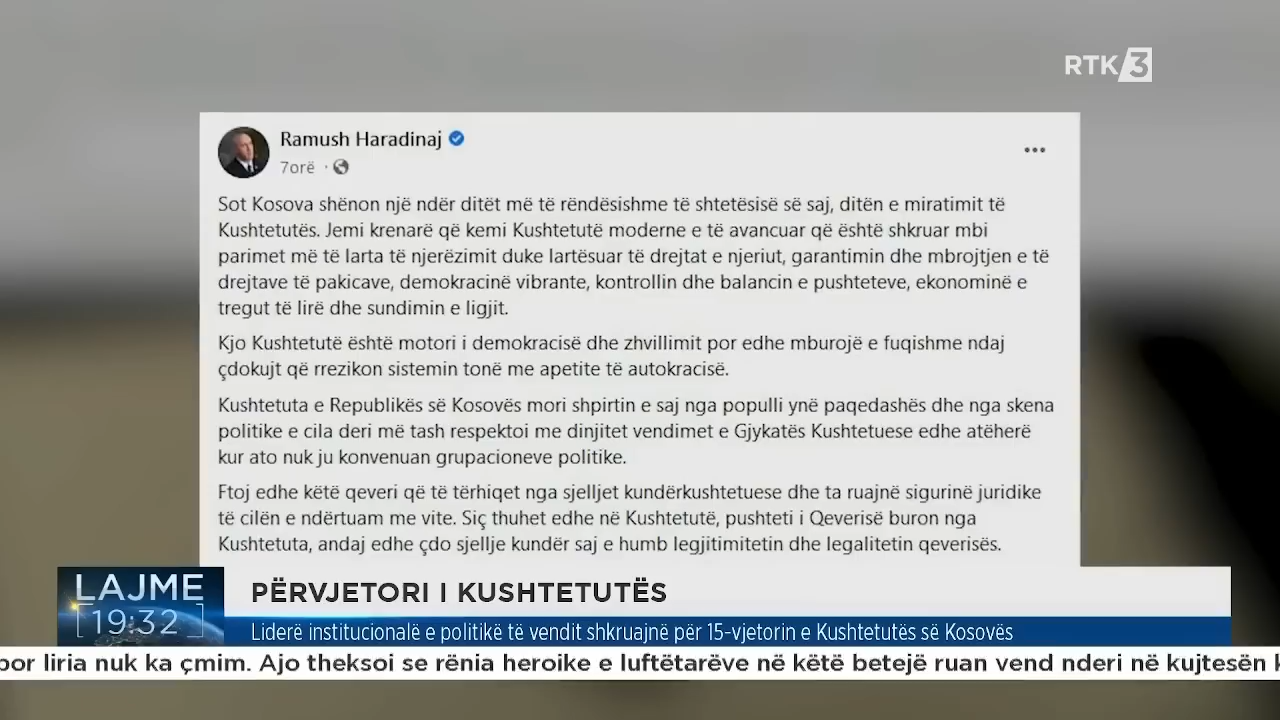 RTK 3
Ramush Haradinaj
7orë ·
Sot Kosova shënon një ndër ditët më të rëndësishme të shtetësisë së saj, ditën e miratimit të
Kushtetutës. Jemi krenarë që kemi Kushtetutë moderne e të avancuar që është shkruar mbi
parimet më të larta të njerëzimit duke lartësuar të drejtat e njeriut, garantimin dhe mbrojtjen e të
drejtave të pakicave, demokracinë vibrante, kontrollin dhe balancin e pushteteve, ekonominë e
tregut të lirë dhe sundimin e ligjit.
Kjo Kushtetutë është motori i demokracisë dhe zhvillimit por edhe mburojë e fuqishme ndaj
çdokujt që rrezikon sistemin tonë me apetite të autokracisë.
Kushtetuta e Republikës së Kosovës mori shpirtin e saj nga populli ynë paqedashës dhe nga skena
politike e cila deri më tash respektoi me dinjitet vendimet e Gjykatës Kushtetuese edhe atëherë
kur ato nuk ju konvenuan grupacioneve politike.
Ftoj edhe këtë qeveri që të tërhiqet nga sjelljet kundërkushtetuese dhe ta ruajnë sigurinë juridike
të cilën e ndërtuam me vite. Siç thuhet edhe në Kushtetutë, pushteti i Qeverisë buron nga
Kushtetuta, andaj edhe çdo sjellje kundër saj e humb legjitimitetin dhe legalitetin qeverisës.
LAJME
19:32
PËRVJETORI I KUSHTETUTËS
Liderë institucionalë e politikë të vendit shkruajnë për 15-vjetorin e Kushtetutës së Kosovës
por liria nuk ka çmim. Ajo theksoi se rënia heroike e luftëtarëve në këtë betejë ruan vend nderi në kujtesën